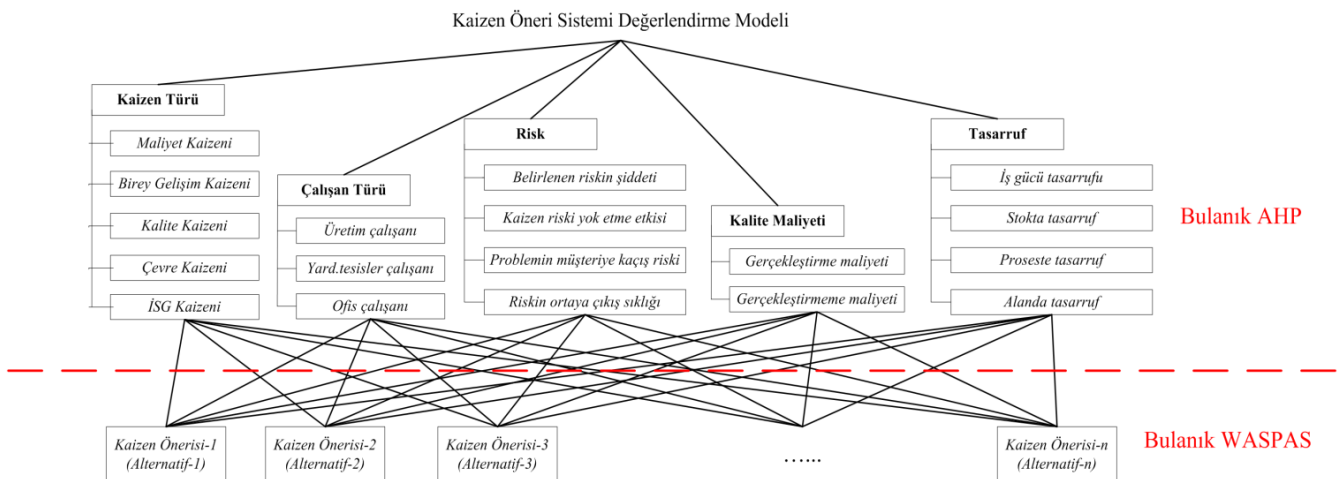 Kaizen Öneri Sistemi Değerlendirme Modeli
Kaizen Türü
Maliyet Kaizeni
Birey Gelişim Kaizeni
Kalite Kaizeni
Çevre Kaizeni
İSG Kaizeni
Çalışan Türü
Üretim çalışanı
Yard.tesisler çalışanı
Ofis çalışanı
Risk
Belirlenen riskin şiddeti
Kaizen riski yok etme etkisi
Problemin müşteriye kaçış riski
Riskin ortaya çıkış sıklığı
Kalite Maliyeti
Gerçekleştirme maliyeti
Gerçekleştirmeme maliyeti
Tasarruf
İş gücü tasarrufu
Stokta tasarruf
Proseste tasarruf
Alanda tasarruf
Bulanık AHP
Kaizen Önerisi-1
(Alternatif-1)
Kaizen Önerisi-2
(Alternatif-2)
Kaizen Önerisi-3
(Alternatif-3)
…...
Kaizen Önerisi-n
(Alternatif-n)
Bulanık WASPAS